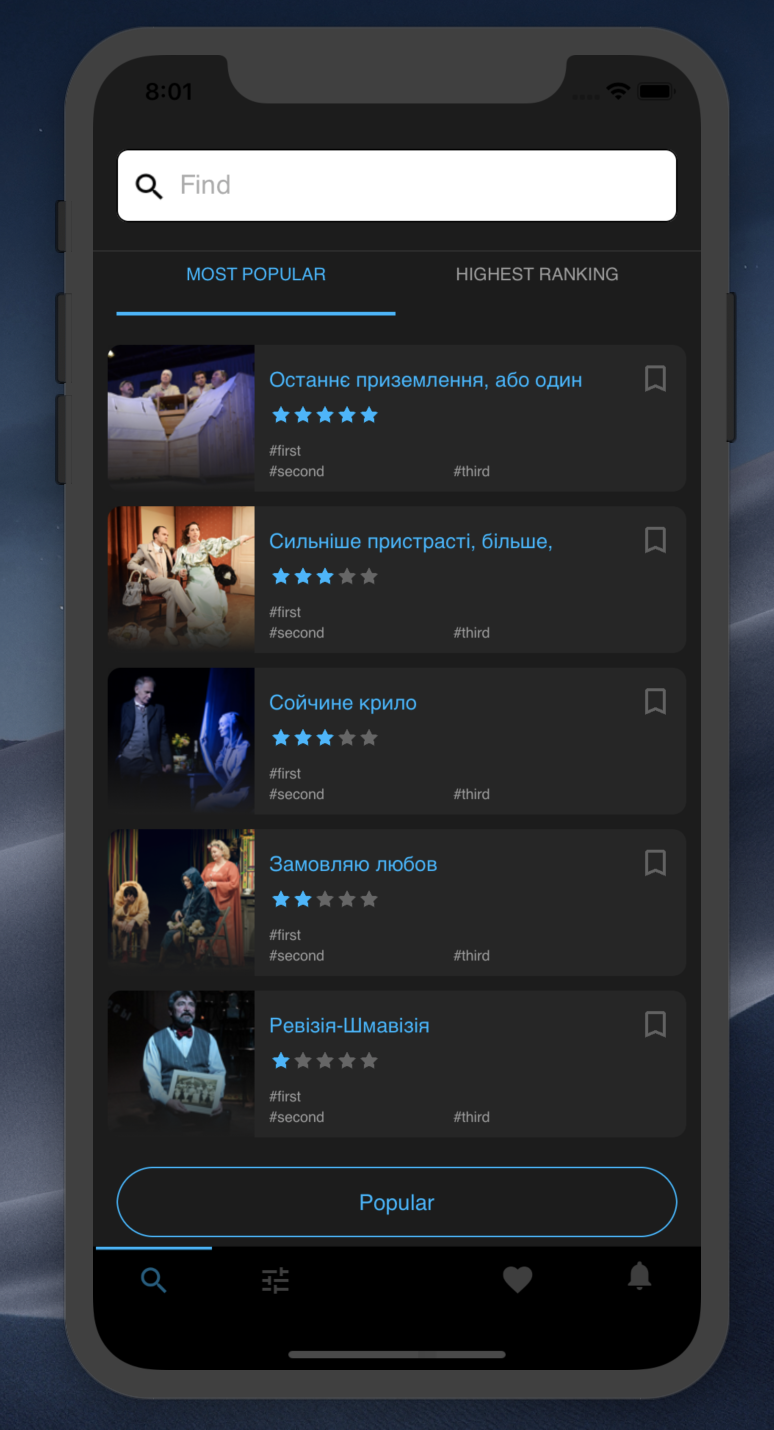 8:01
Find
MOST POPULAR HIGHEST RANKING
Останнє приземлення, або один
#first
#second #third
Сильніше пристрасті, більше,
#first
#second #third
Сойчине крило
#first
#second #third
Замовляю любов
#first
#second #third
Ревізія-Шмавізія
#first
#second #third
Popular